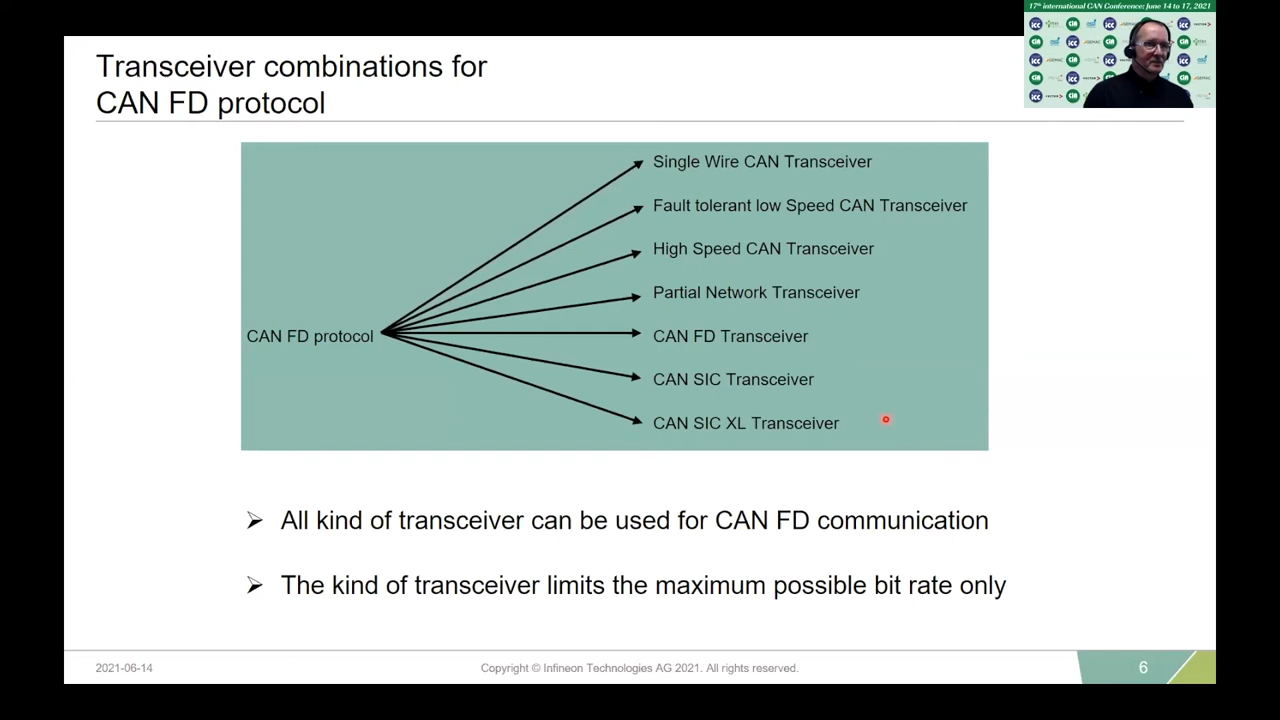 17th international CAN Conference: June 14 to 17, 2021
Transceiver combinations for
CAN FD protocol
Single Wire CAN Transceiver
Fault tolerant low Speed CAN Transceiver
High Speed CAN Transceiver
Partial Network Transceiver
CAN FD protocol
CAN FD Transceiver
CAN SIC Transceiver
CAN SIC XL Transceiver
All kind of transceiver can be used for CAN FD communication
The kind of transceiver limits the maximum possible bit rate only
2021-06-14
Copyright © Infineon Technologies AG 2021. All rights reserved.
6